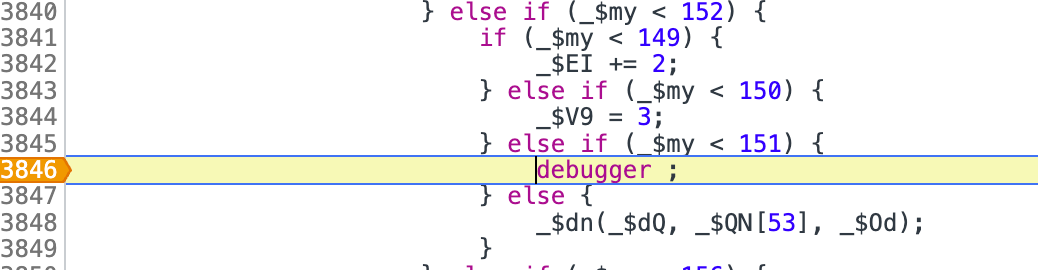 3840 } else if (_$my < 152) {
3841 if (_$my < 149) {
3842 _$EI += 2;
3843 } else if (_$my < 150) {
3844 _$V9 = 3;
3845 } else if (_$my < 151) {
3846 debugger ;
3847 } else {
3848 _$dn(_$dQ, _$QN[53], _$Od);
3849 }